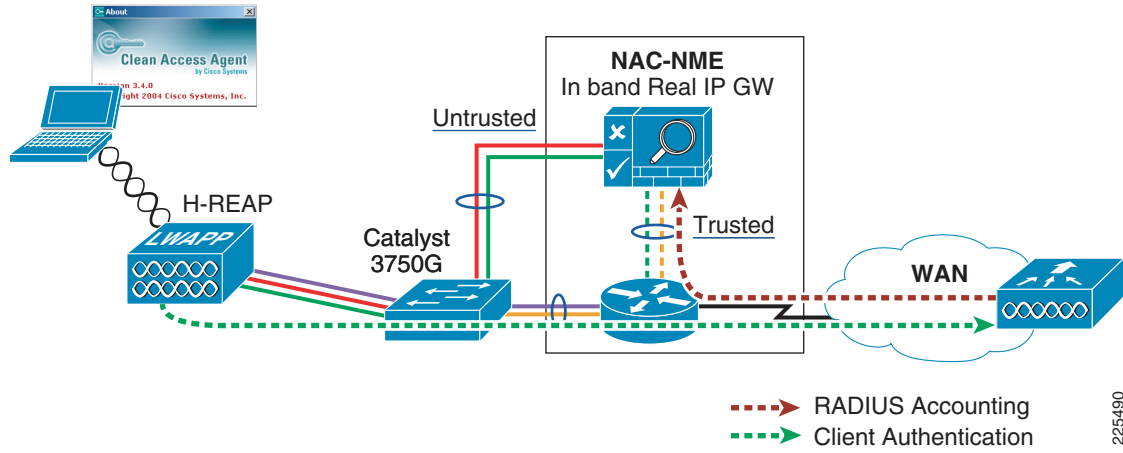 About
Clean Access Agent
by Cisco Systems
Version 3.4.0
Copyright 2004 Cisco Systems, Inc.
NAC-NME
In band Real IP GW
Untrusted
H-REAP
LWAPP
Catalyst
3750G
Trusted
WAN
RADIUS Accounting
Client Authentication
225490